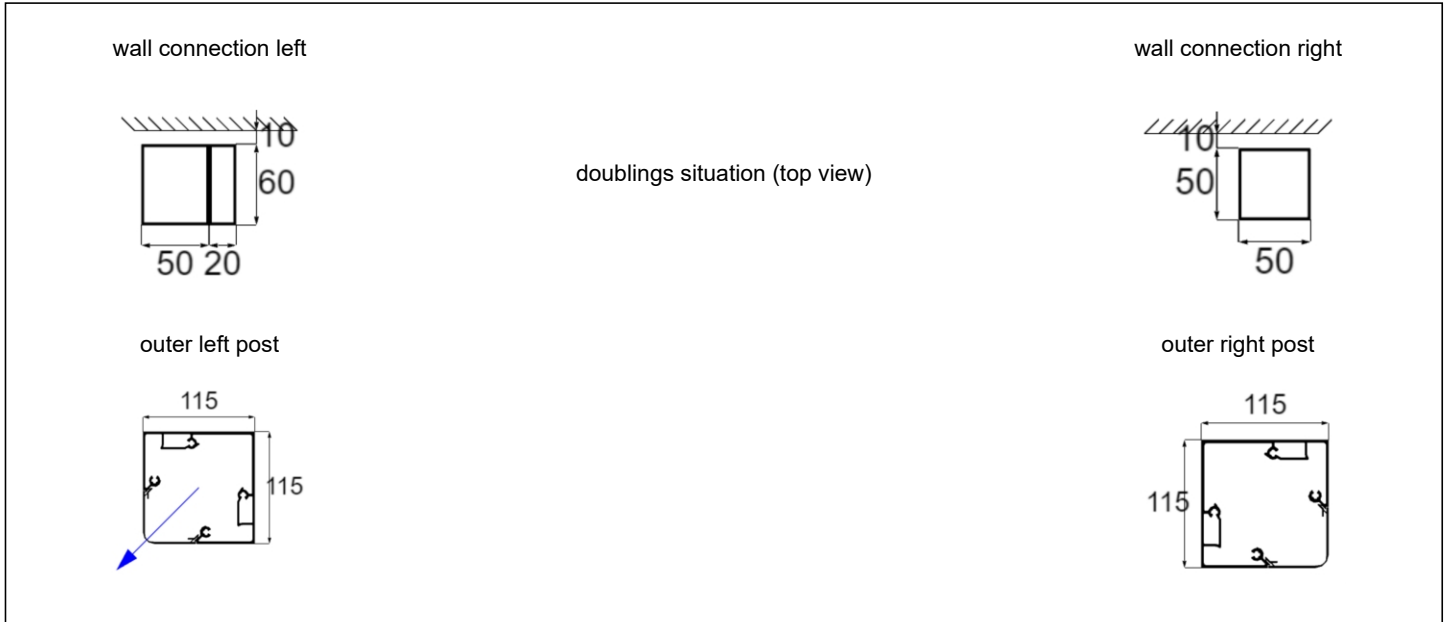 wall connection left
wall connection right
10
60
50 20
doublings situation (top view)
10
50
50
outer left post
outer right post
115
115
115
115